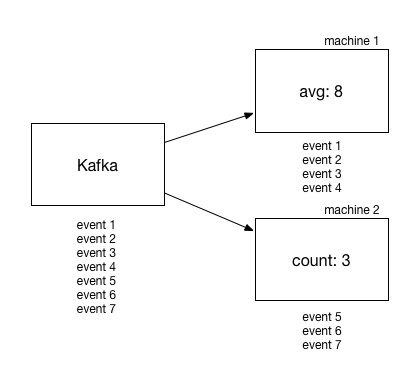 Kafka
event 1
event 2
event 3
event 4
event 5
event 6
event 7
machine 1
avg: 8
event 1
event 2
event 3
event 4
machine 2
count: 3
event 5
event 6
event 7